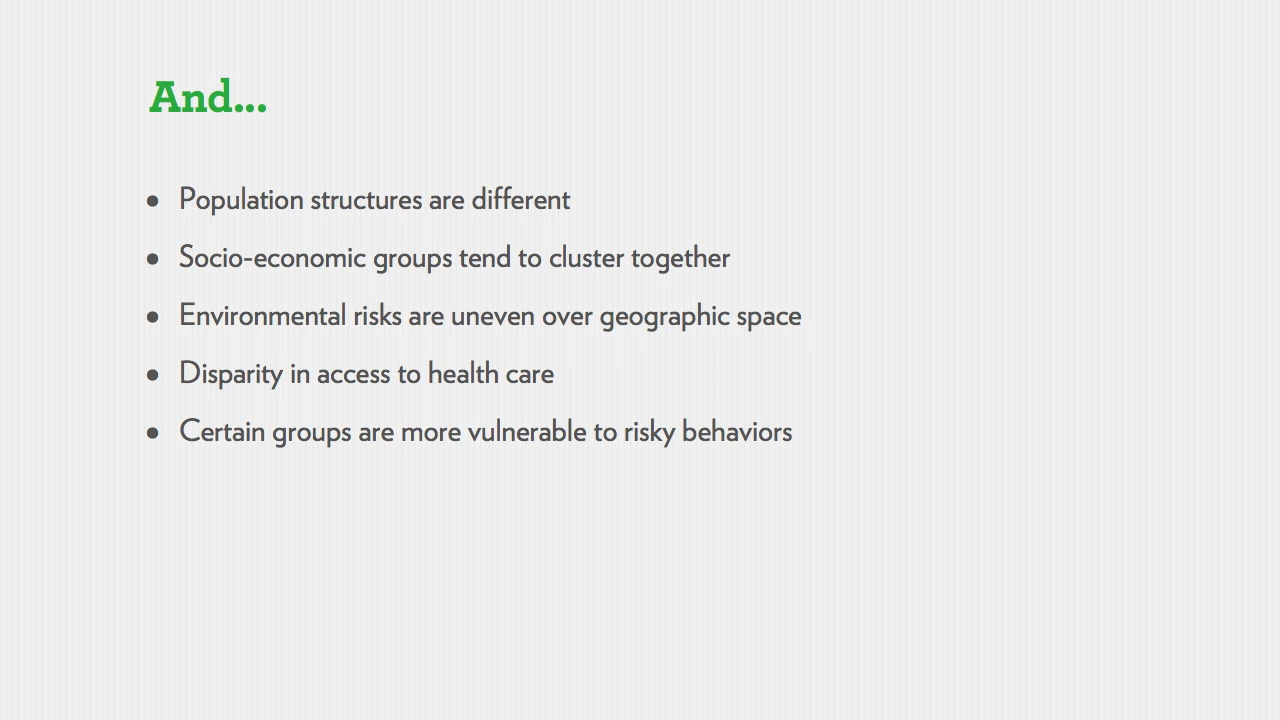 And...
• Population structures are different
• Socio-economic groups tend to cluster together
• Environmental risks are uneven over geographic space
• Disparity in access to health care
• Certain groups are more vulnerable to risky behaviors